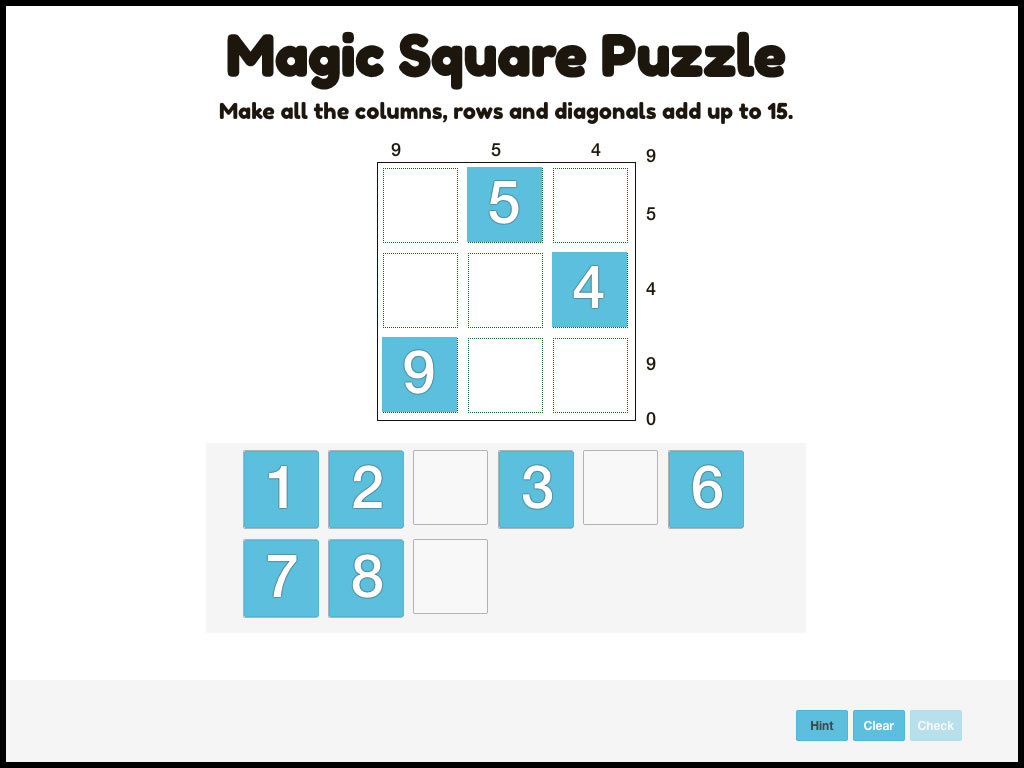 Magic Square Puzzle
Make all the columns, rows and diagonals add up to 15.
9 5 4 9
5 5
4 4
9 9
0
1 2 3 6
7 8
Hint Clear Check